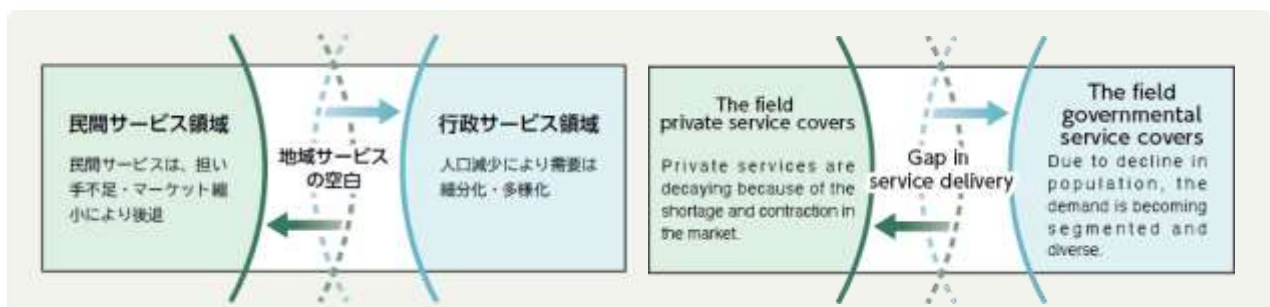 民間サービス領域
民間サービスは、担い
手不足・マーケット縮
小により後退
地域サービス
の空白
行政サービス領域
人口減少により需要は
細分化・多様化
The field
private service covers
Private services are
decaying because of the
shortage and contraction in
the market.
Gap in
service delivery
The field
governmental
service covers
Due to decline in
population, the
demand is becoming
segmented and
diverse.